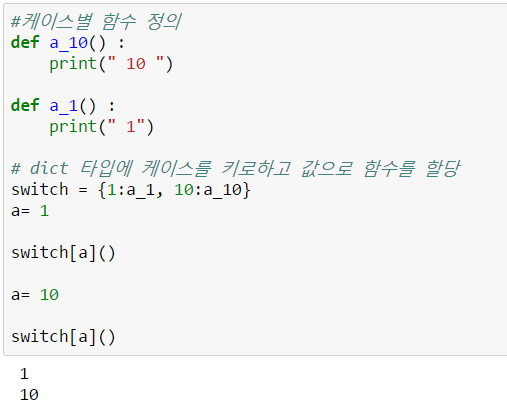 #케이스별 함수 정의
def a_10() :
    print(" 10 ")
def a_1() :
    print(" 1")
# dict 타입에 케이스를 키로하고 값으로 함수를 할당
switch = {1:a_1, 10:a_10}
a= 1
switch[a]()
a= 10
switch[a]()
1
10